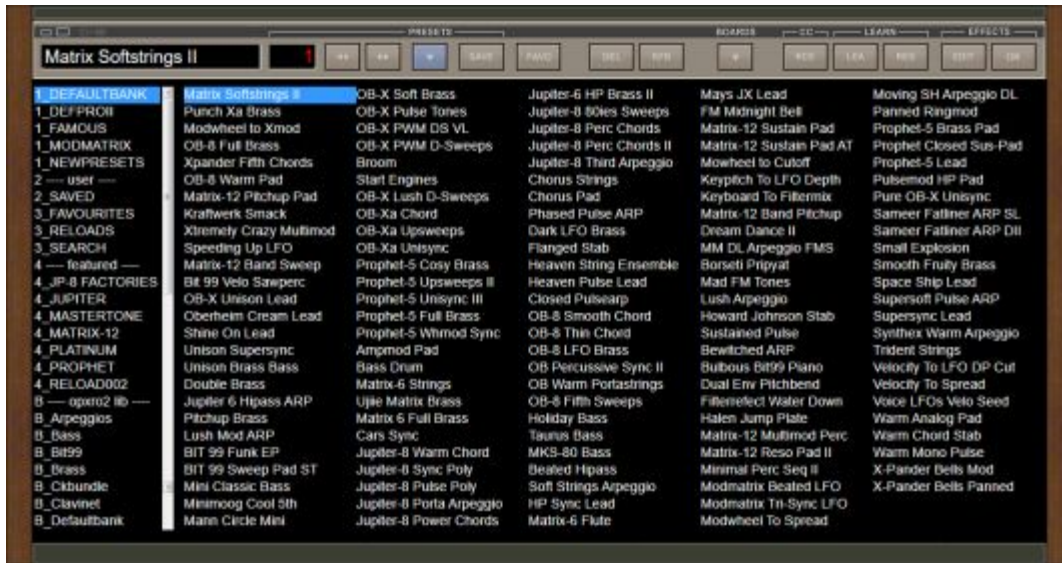 PRESETS
BOARDS
CC
LEARN
EFFECTS
Matrix Softstrings II
1
SAVE
DEL
EDIT
1_DEFAULTBANK
1_DEFPROII
1_FAMOUS
1_MODMATRIX
1_NEWPRESETS
2 ---- user ----
2_SAVED
3_FAVOURITES
3_RELOADS
3_SEARCH
4 ---- featured ----
4_JP-8 FACTORIES
4_JUPITER
4_MASTERTONE
4_MATRIX-12
4_PLATINUM
4_PROPHET
4_RELOAD002
B ---- opxro2 lib ----
B_Arpeggios
B_Bass
B_Bit99
B_Brass
B_Ckbundle
B_Clavinet
B_Defaultbank
Matrix Softstrings II
Punch Xa Brass
Modwheel to Xmod
OB-8 Full Brass
Xpander Fifth Chords
OB-8 Warm Pad
Matrix-12 Pitchup Pad
Kraftwerk Smack
Xtremely Crazy Multimod
Speeding Up LFO
Matrix-12 Band Sweep
Bit 99 Velo Sawperc
OB-X Unison Lead
Oberheim Cream Lead
Shine On Lead
Unison Supersync
Unison Brass Bass
Double Brass
Jupiter 6 Hipass ARP
Pitchup Brass
Lush Mod ARP
BIT 99 Funk EP
BIT 99 Sweep Pad ST
Mini Classic Bass
Minimoog Cool 5th
Mann Circle Mini
OB-X Soft Brass
OB-X Pulse Tones
OB-X PWM DS VL
OB-X PWM D-Sweeps
Broom
Start Engines
OB-X Lush D-Sweeps
OB-Xa Chord
OB-Xa Upsweeps
OB-Xa Unisync
Prophet-5 Cosy Brass
Prophet-5 Upsweeps II
Prophet-5 Unisync III
Prophet-5 Full Brass
Prophet-5 Whmod Sync
Ampmod Pad
Bass Drum
Matrix-6 Strings
Ujiie Matrix Brass
Matrix 6 Full Brass
Cars Sync
Jupiter-8 Warm Chord
Jupiter-8 Sync Poly
Jupiter-8 Pulse Poly
Jupiter-8 Porta Arpeggio
Jupiter-8 Power Chords
Jupiter-6 HP Brass II
Jupiter-8 80ies Sweeps
Jupiter-8 Perc Chords
Jupiter-8 Perc Chords II
Jupiter-8 Third Arpeggio
Chorus Strings
Chorus Pad
Phased Pulse ARP
Dark LFO Brass
Flanged Stab
Heaven String Ensemble
Heaven Pulse Lead
Closed Pulsearp
OB-8 Smooth Chord
OB-8 Thin Chord
OB-8 LFO Brass
OB Percussive Sync II
OB Warm Portastrings
OB-8 Fifth Sweeps
Holiday Bass
Taurus Bass
MKS-80 Bass
Beated Hipass
Soft Strings Arpeggio
HP Sync Lead
Matrix-6 Flute
Mays JX Lead
FM Midnight Bell
Matrix-12 Sustain Pad
Matrix-12 Sustain Pad AT
Mowheel to Cutoff
Keypitch To LFO Depth
Keyboard To Filtermix
Matrix-12 Band Pitchup
Dream Dance II
MM DL Arpeggio FMS
Borseti Pripyat
Mad FM Tones
Lush Arpeggio
Howard Johnson Stab
Sustained Pulse
Bewitched ARP
Bulbous Bit99 Piano
Dual Env Pitchbend
Filterrefect Water Down
Halen Jump Plate
Matrix-12 Multimod Perc
Matrix-12 Reso Pad II
Minimal Perc Seq II
Modmatrix Beated LFO
Modmatrix Tri-Sync LFO
Modwheel To Spread
Moving SH Arpeggio DL
Panned Ringmod
Prophet-5 Brass Pad
Prophet Closed Sus-Pad
Prophet-5 Lead
Pulsemod HP Pad
Pure OB-X Unisync
Sameer Fatliner ARP SL
Sameer Fatliner ARP DII
Small Explosion
Smooth Fruity Brass
Space Ship Lead
Supersoft Pulse ARP
Supersync Lead
Synthex Warm Arpeggio
Trident Strings
Velocity To LFO DP Cut
Velocity To Spread
Voice LFOs Velo Seed
Warm Analog Pad
Warm Chord Stab
Warm Mono Pulse
X-Pander Bells Mod
X-Pander Bells Panned